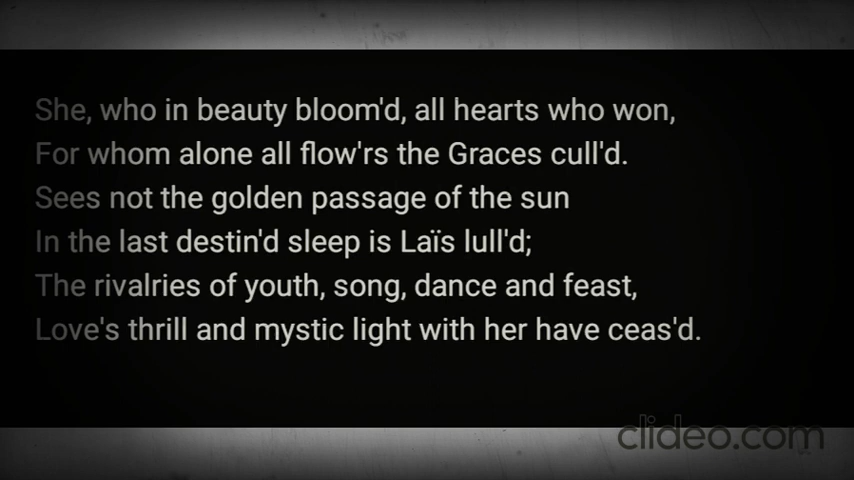 She, who in beauty bloom'd, all hearts who won,
For whom alone all flow'rs the Graces cull'd.
Sees not the golden passage of the sun
In the last destin'd sleep is Laïs lull'd;
The rivalries of youth, song, dance and feast,
Love's thrill and mystic light with her have ceas'd.
clideo.com